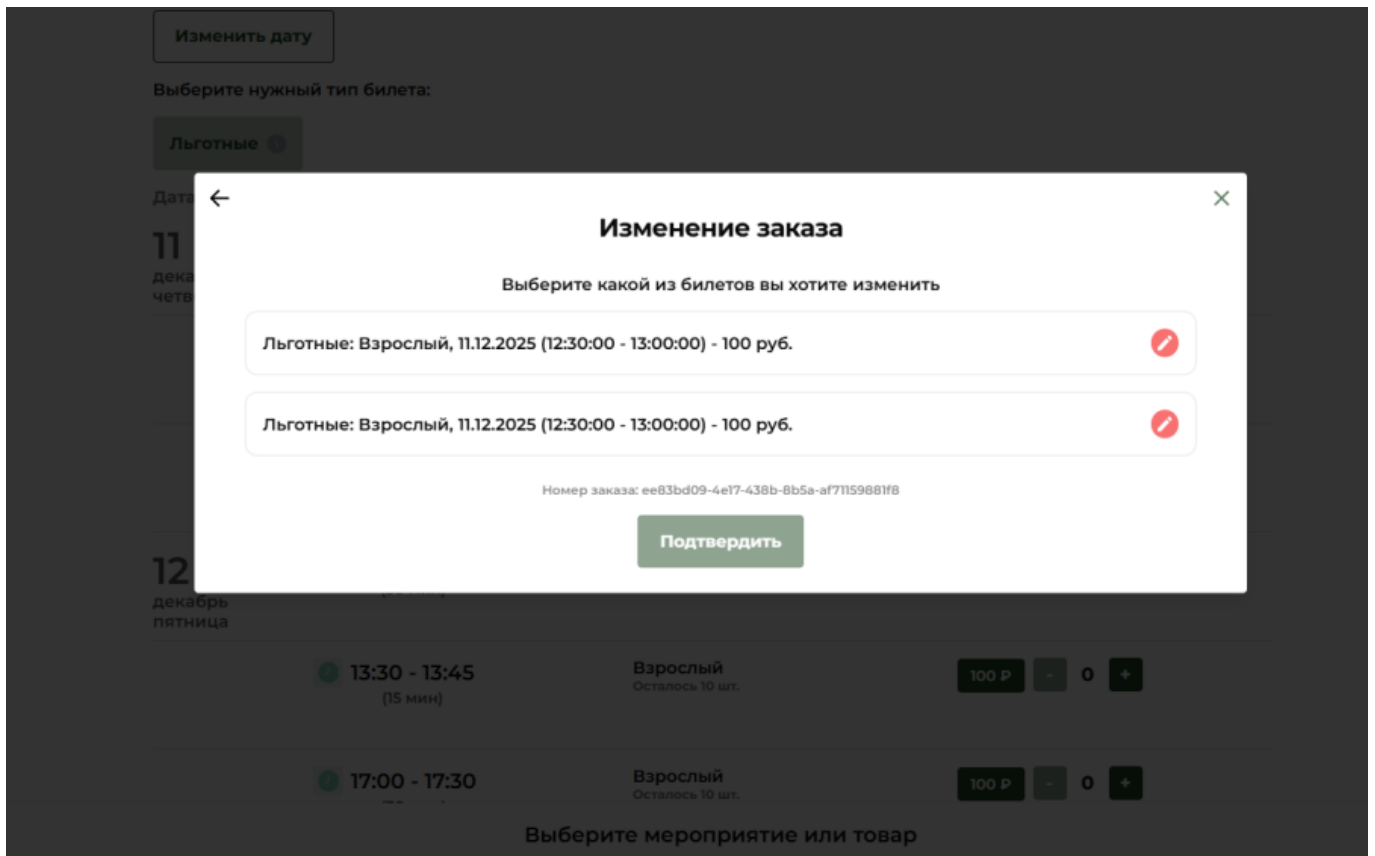 Изменить дату
Выберите нужный тип билета:
Льготные
Дата
11
дека
четв
Изменение заказа
Выберите какой из билетов вы хотите изменить
Льготные: Взрослый, 11.12.2025 (12:30:00 - 13:00:00) - 100 руб.
Льготные: Взрослый, 11.12.2025 (12:30:00 - 13:00:00) - 100 руб.
Номер заказа: ee83bd09-4e17-438b-8b5a-af71159881f8
Подтвердить
12
декабрь
пятница
13:30 - 13:45 Взрослый 100 ₽ - 0 +
(15 мин) Осталось 10 шт.
17:00 - 17:30 Взрослый 100 ₽ - 0 +
Осталось 10 шт.
Выберите мероприятие или товар